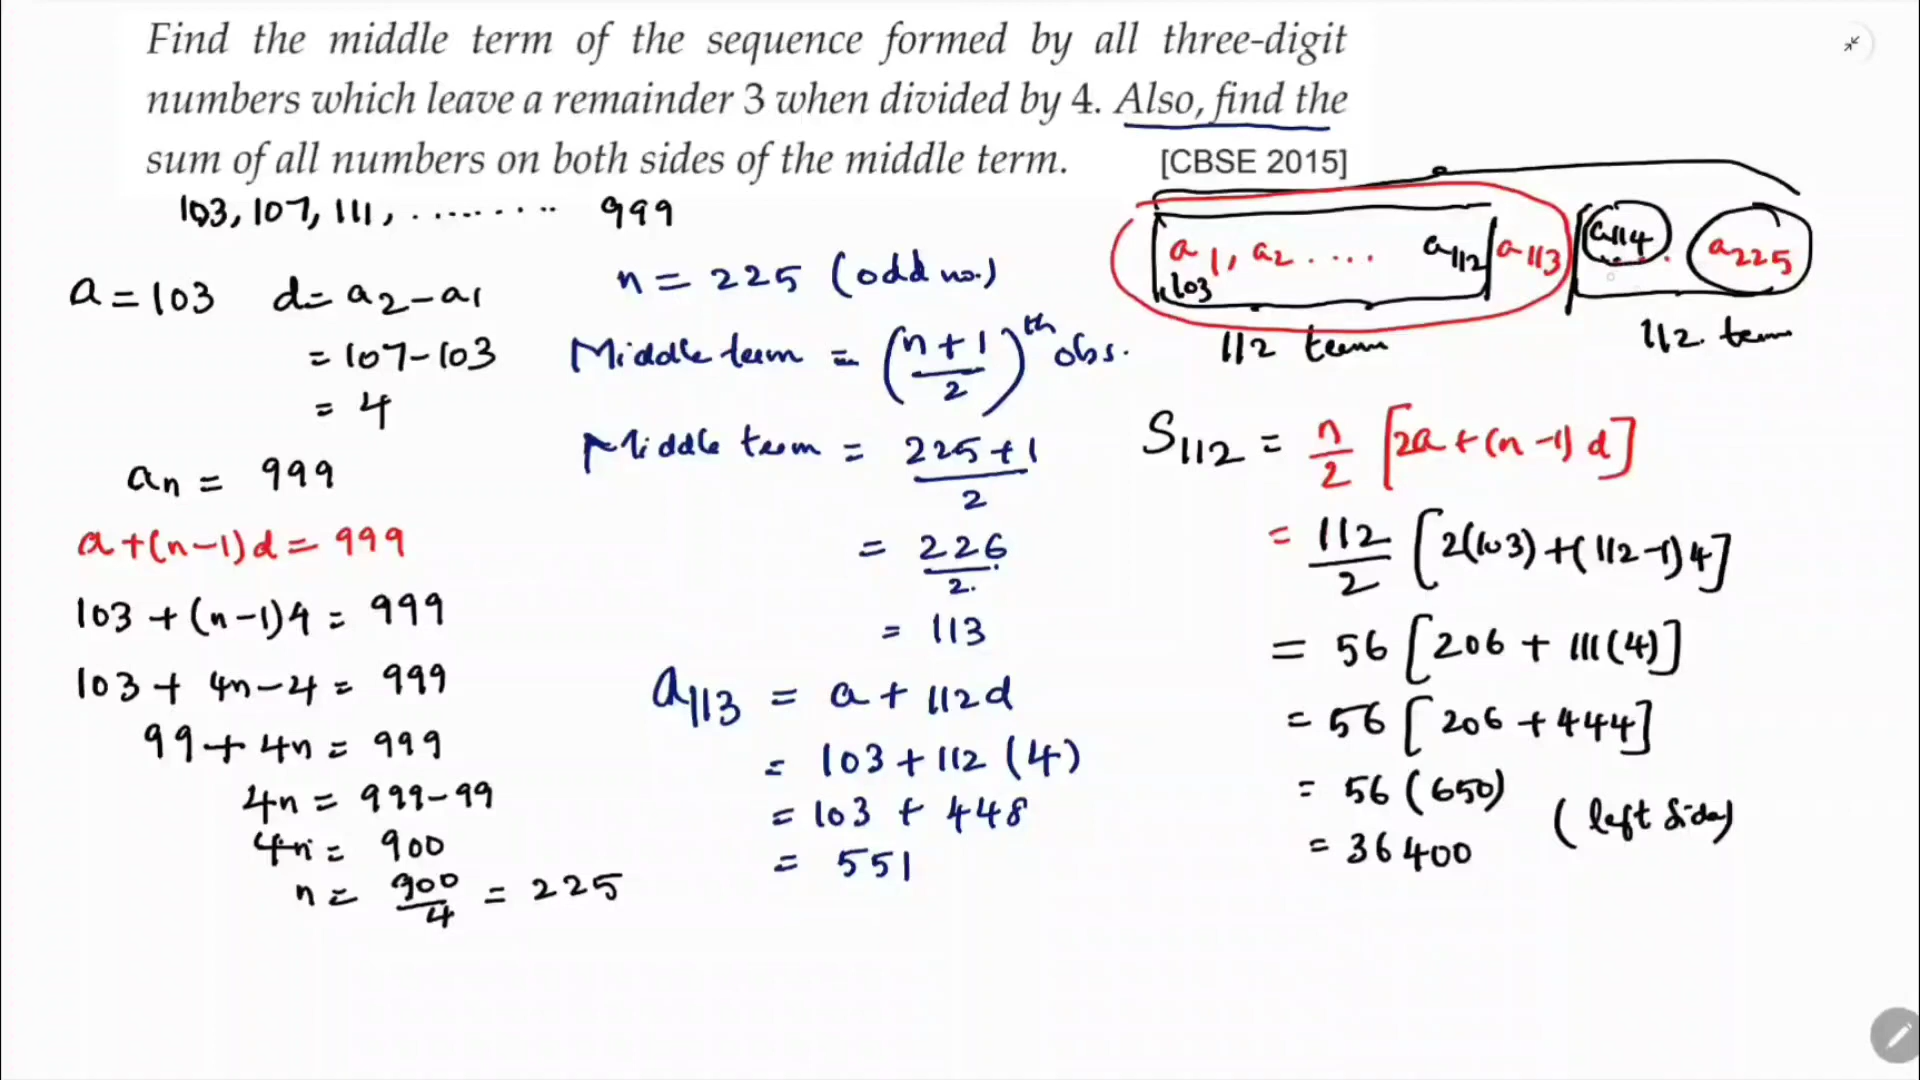 Find the middle term of the sequence formed by all three-digit
numbers which leave a remainder 3 when divided by 4. Also, find the
sum of all numbers on both sides of the middle term. [CBSE 2015]
103, 107, 111, ......... 999
a = 103 d = a2 - a1
= 107 - 103
= 4
an = 999
a + (n-1)d = 999
103 + (n-1)4 = 999
103 + 4n - 4 = 999
99 + 4n = 999
4n = 999-99
4n = 900
n = 900/4 = 225
n = 225 (odd no.)
Middle term = (n+1/2)th obs.
Middle term = 225+1/2
= 226/2.
= 113
a113 = a + 112d
= 103 + 112 (4)
= 103 + 448
= 551
a1, a2 .... a112 a113 a114 .. a225
103
112 term 112 term
S112 = n/2 [2a + (n-1) d]
= 112/2 [2(103) + (112-1)4]
= 56 [206 + 111(4)]
= 56 [206 + 444]
= 56 (650)
= 36400 (left side)